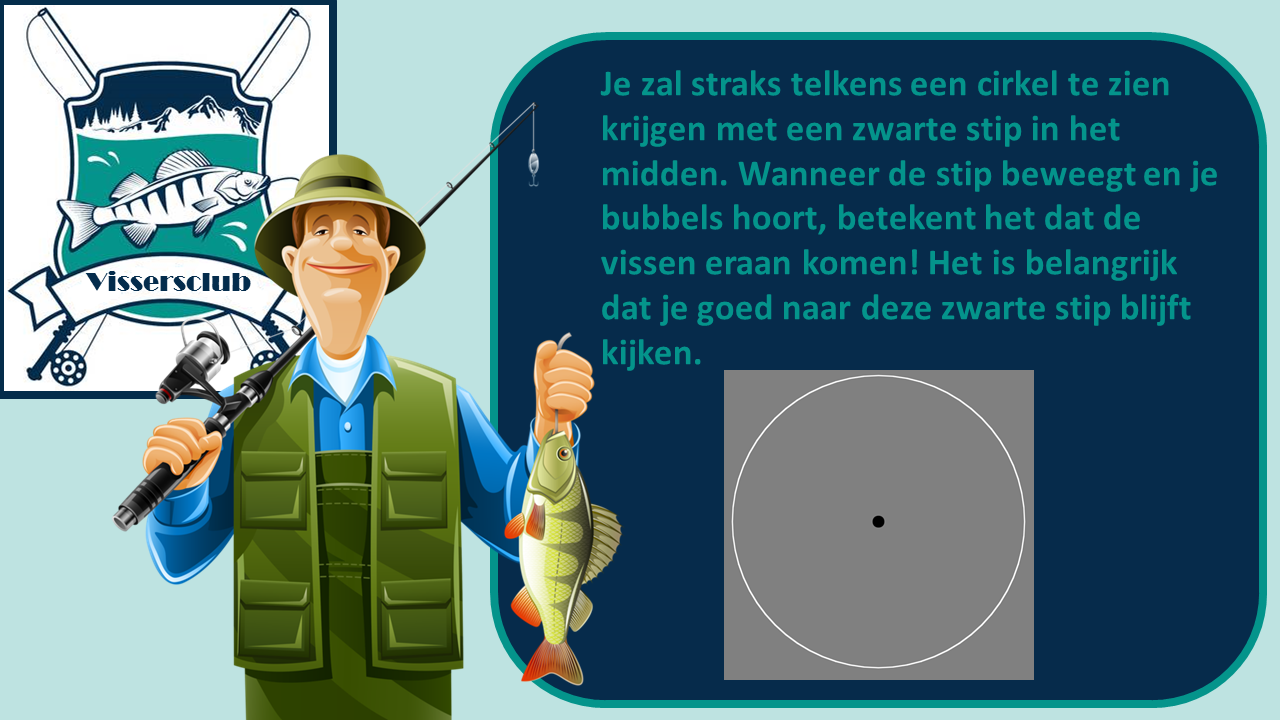 Vissersclub
Je zal straks telkens een cirkel te zien
krijgen met een zwarte stip in het
midden. Wanneer de stip beweegt en je
bubbels hoort, betekent het dat de
vissen eraan komen! Het is belangrijk
dat je goed naar deze zwarte stip blijft
kijken.